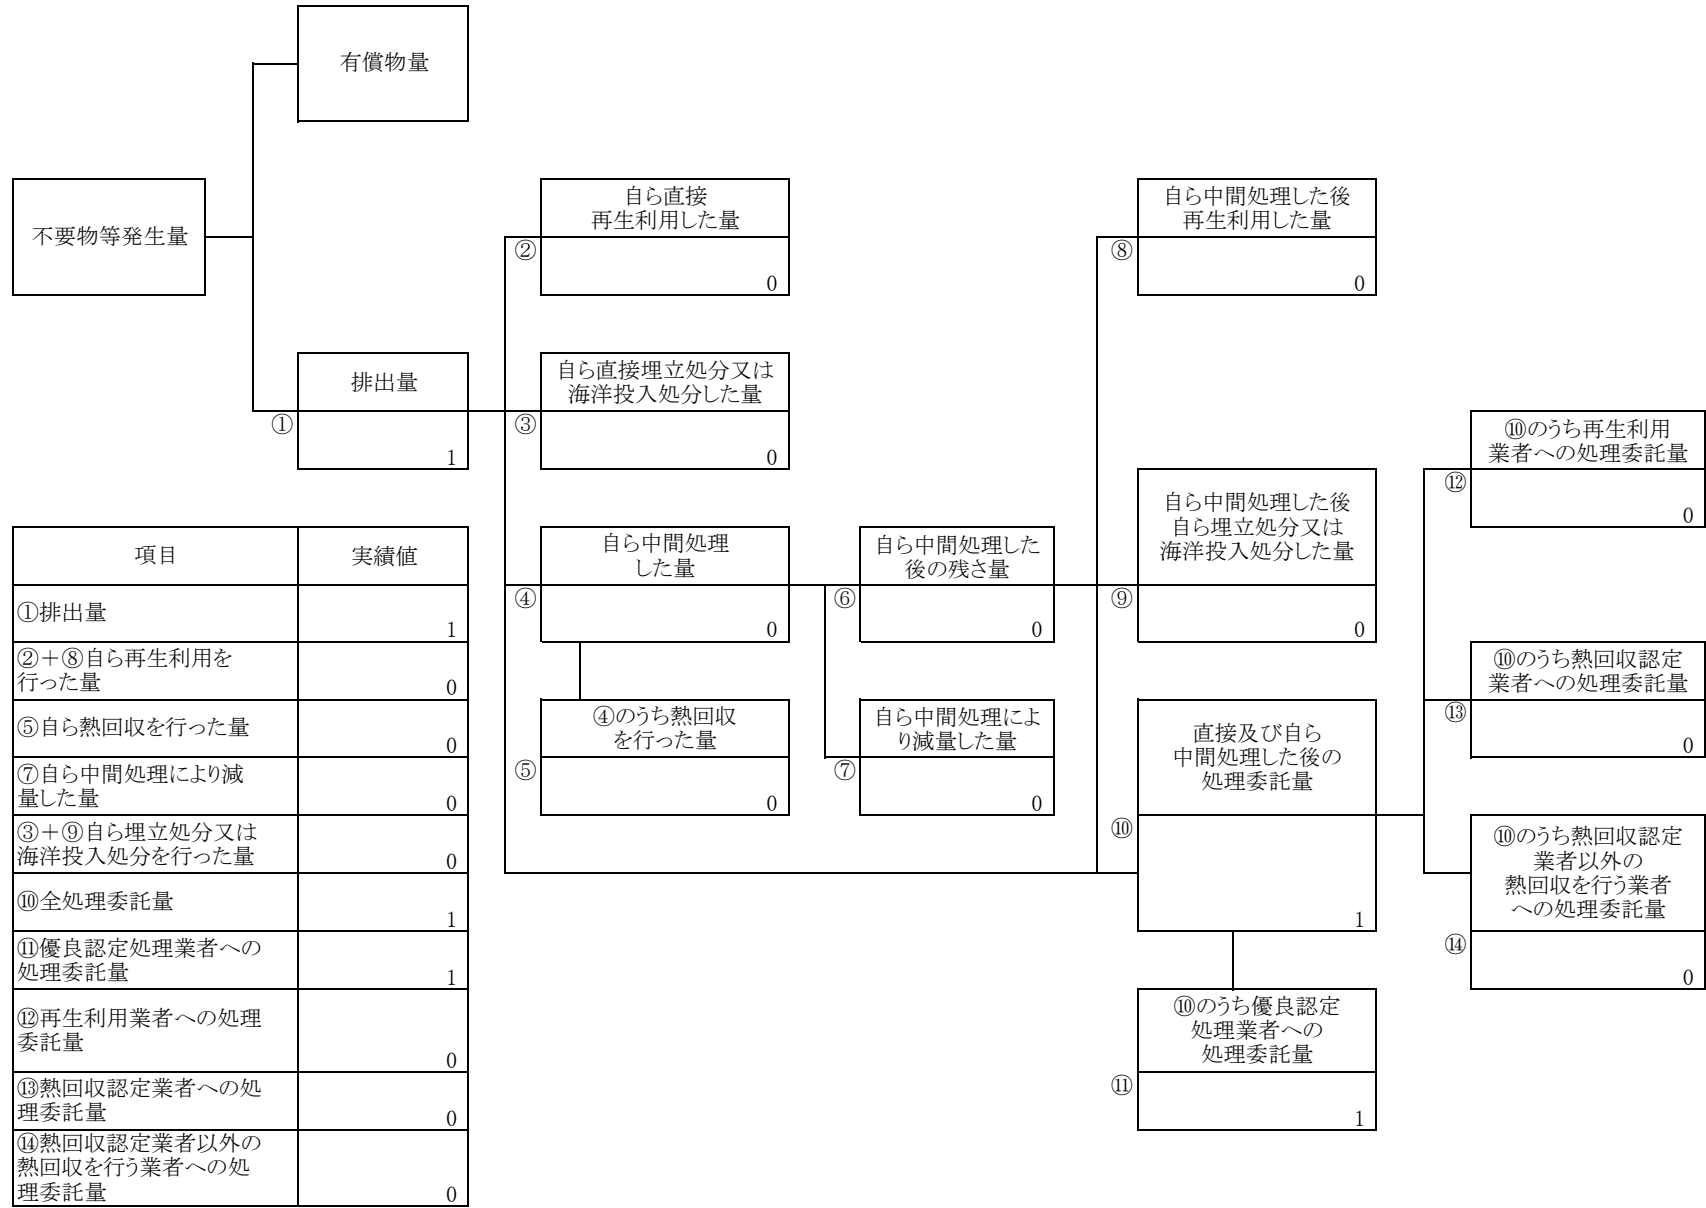 有償物量
不要物等発生量
自ら直接
再生利用した量
②
0
自ら中間処理した後
再生利用した量
⑧
0
排出量
①
1
自ら直接埋立処分又は
海洋投入処分した量
③
0
⑩のうち再生利用
業者への処理委託量
⑫
0
自ら中間処理した後
自ら埋立処分又は
海洋投入処分した量
⑨
0
自ら中間処理
した量
④
0
自ら中間処理した
後の残さ量
⑥
0
⑩のうち熱回収認定
業者への処理委託量
⑬
0
④のうち熱回収
を行った量
⑤
0
自ら中間処理によ
り減量した量
⑦
0
直接及び自ら
中間処理した後の
処理委託量
⑩
1
⑩のうち熱回収認定
業者以外の
熱回収を行う業者
への処理委託量
⑭
0
⑩のうち優良認定
処理業者への
処理委託量
⑪
1
項目 実績値
①排出量
1
②＋⑧自ら再生利用を
行った量
0
⑤自ら熱回収を行った量
0
⑦自ら中間処理により減
量した量
0
③＋⑨自ら埋立処分又は
海洋投入処分を行った量
0
⑩全処理委託量
1
⑪優良認定処理業者への
処理委託量
1
⑫再生利用業者への処理
委託量
0
⑬熱回収認定業者への処
理委託量
0
⑭熱回収認定業者以外の
熱回収を行う業者への処
理委託量
0